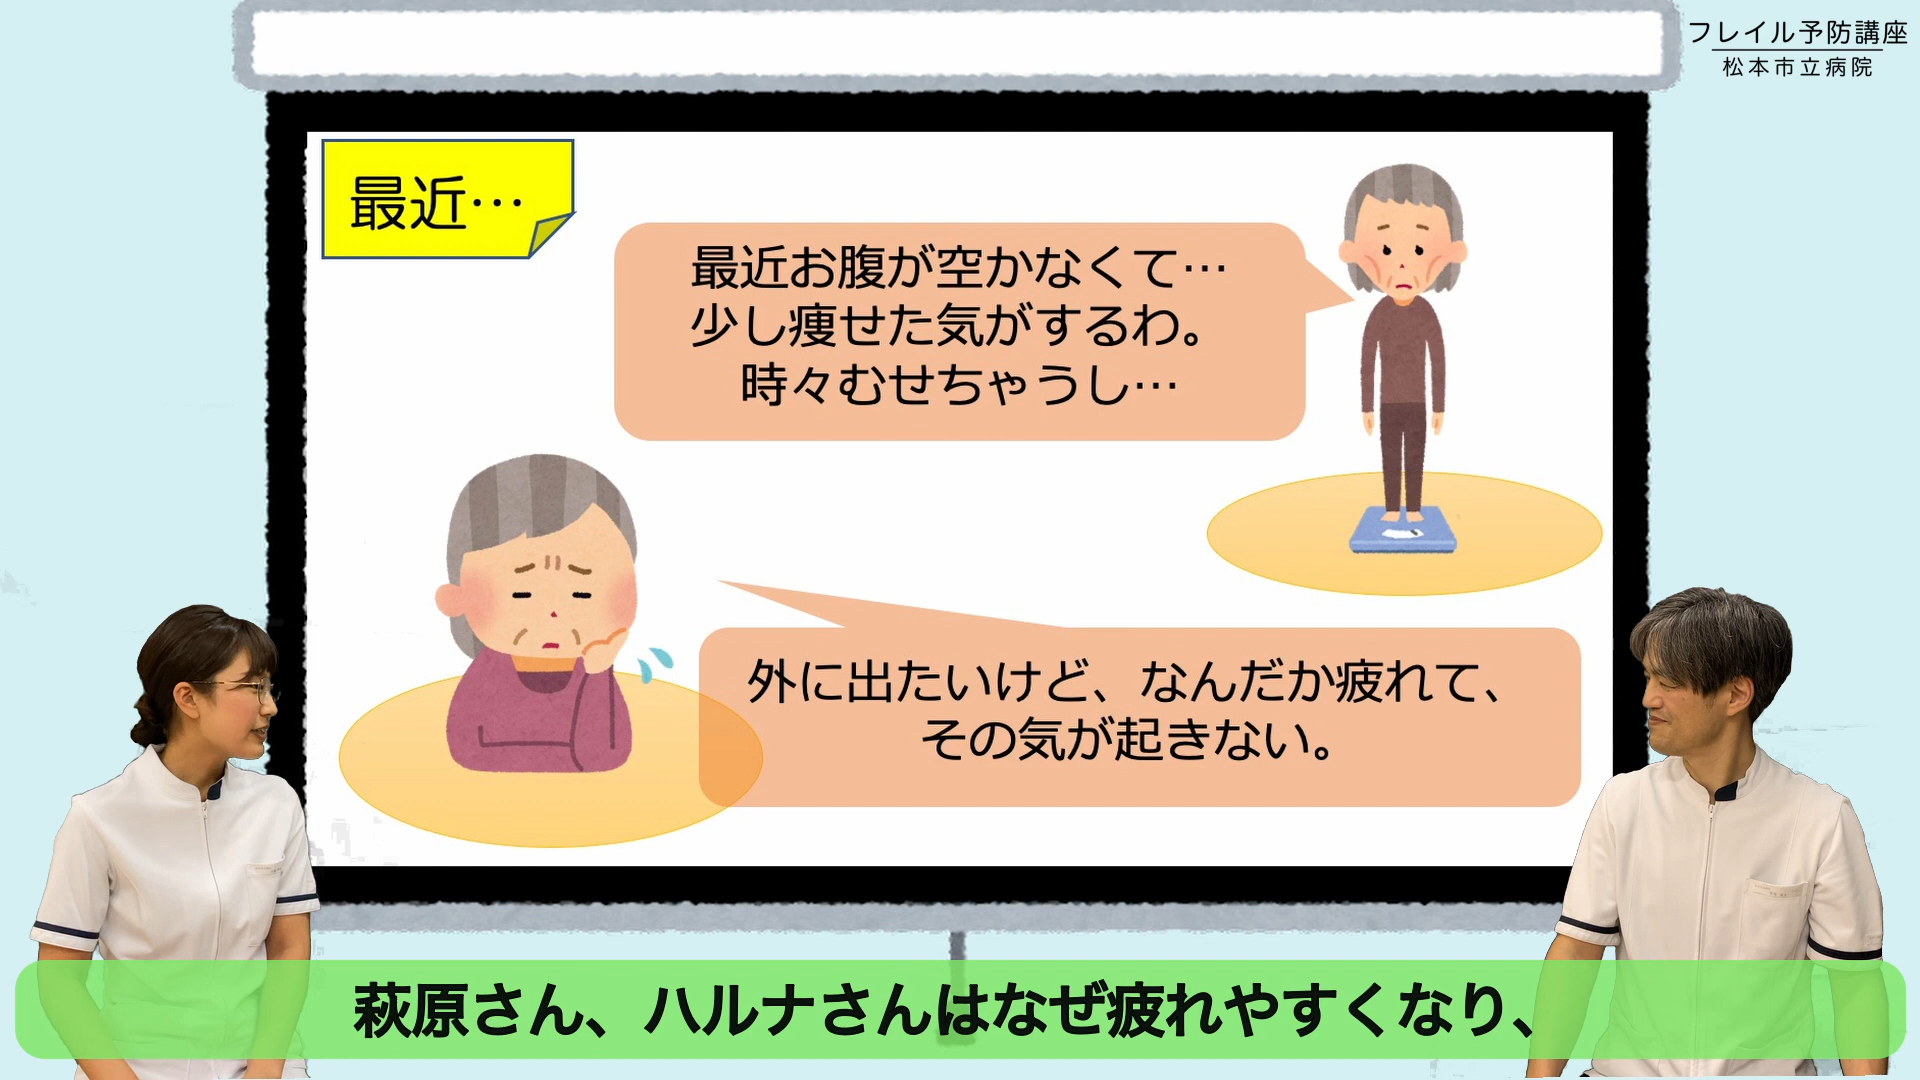 フレイル予防講座
松本市立病院
最近…
最近お腹が空かなくて…
少し痩せた気がするわ。
時々むせちゃうし…
外に出たいけど、なんだか疲れて、
その気が起きない。
萩原さん、ハルナさんはなぜ疲れやすくなり、